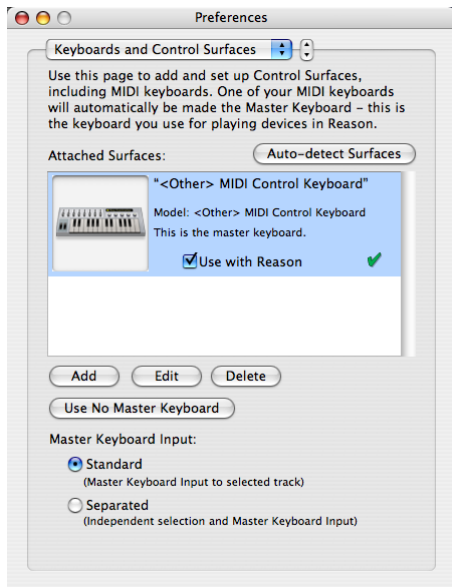 Preferences
Keyboards and Control Surfaces
Use this page to add and set up Control Surfaces,
including MIDI keyboards. One of your MIDI keyboards
will automatically be made the Master Keyboard – this is
the keyboard you use for playing devices in Reason.
Attached Surfaces:
Auto-detect Surfaces
"<Other> MIDI Control Keyboard"
Model: <Other> MIDI Control Keyboard
This is the master keyboard.
Use with Reason
Add
Edit
Delete
Use No Master Keyboard
Master Keyboard Input:
Standard
(Master Keyboard Input to selected track)
Separated
(Independent selection and Master Keyboard Input)